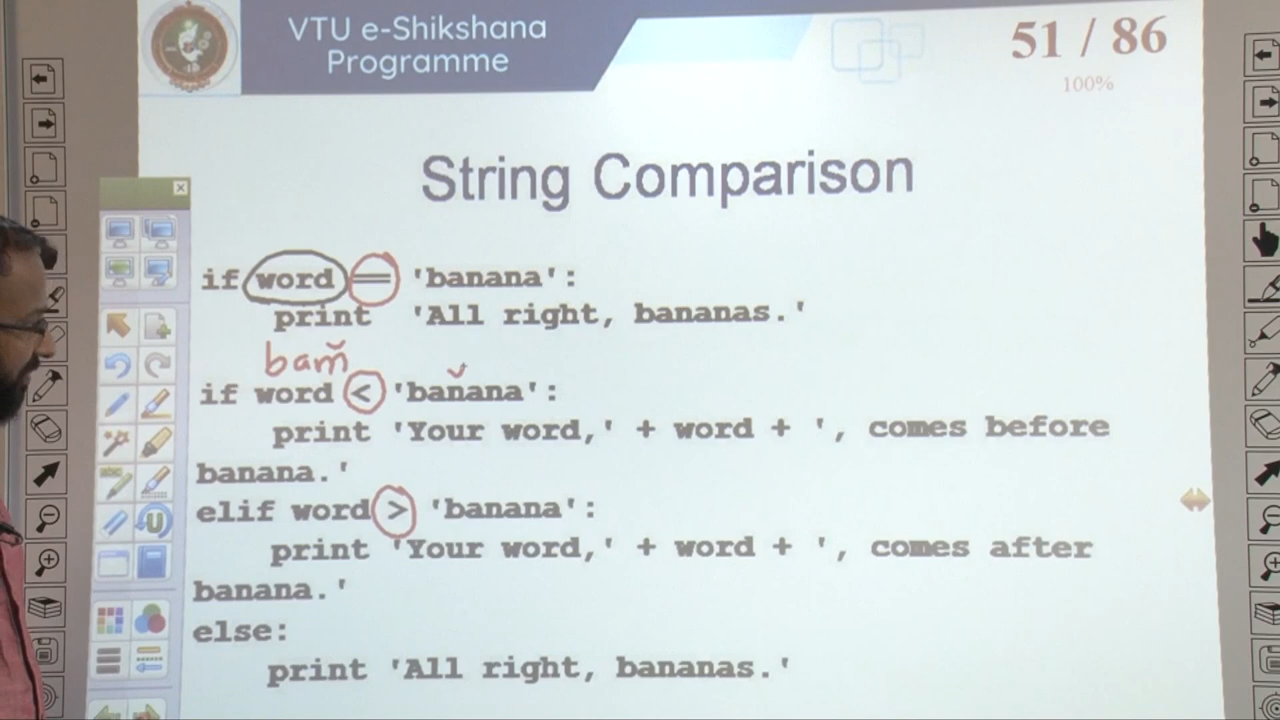 VTU e-Shikshana
Programme
51 / 86
100%
String Comparison
if word == 'banana':
print 'All right, bananas.'
bam
if word < 'banana':
print 'Your word,' + word + ', comes before
banana.'
elif word > 'banana':
print 'Your word,' + word + ', comes after
banana.'
else:
print 'All right, bananas.'